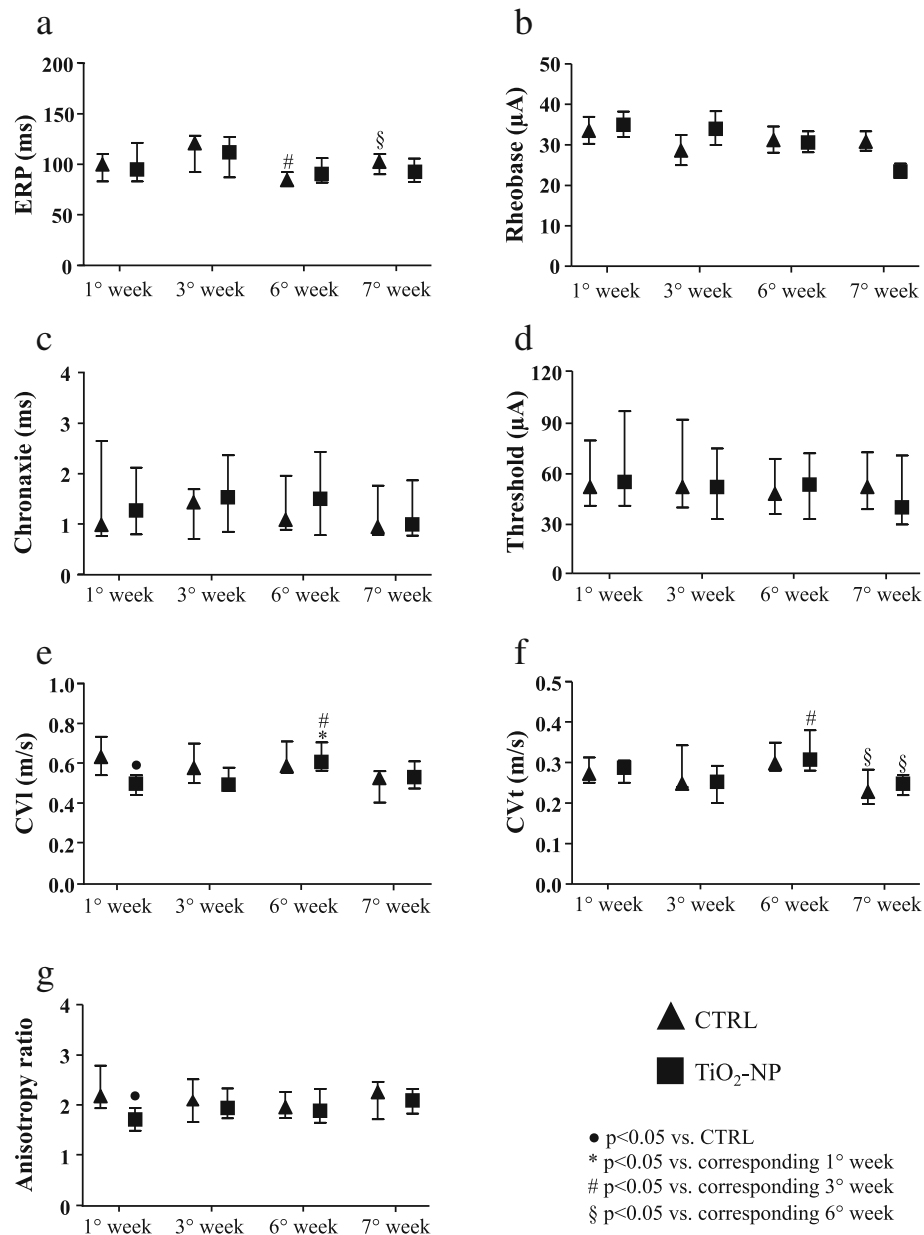 a
200
150
100
50
0
ERP (ms)
#
§
1° week 3° week 6° week 7° week
b
50
40
30
20
10
0
Rheobase (µA)
1° week 3° week 6° week 7° week
c
4
3
2
1
0
Chronaxie (ms)
1° week 3° week 6° week 7° week
d
120
90
60
30
0
Threshold (µA)
1° week 3° week 6° week 7° week
e
1.0
0.8
0.6
0.4
0.2
0.0
CVl (m/s)
●
#
*
1° week 3° week 6° week 7° week
f
0.5
0.4
0.3
0.2
0.1
0.0
CVt (m/s)
#
§ §
1° week 3° week 6° week 7° week
g
4
3
2
1
0
Anisotropy ratio
●
1° week 3° week 6° week 7° week
▲ CTRL
■ TiO₂-NP
● p<0.05 vs. CTRL
* p<0.05 vs. corresponding 1° week
# p<0.05 vs. corresponding 3° week
§ p<0.05 vs. corresponding 6° week